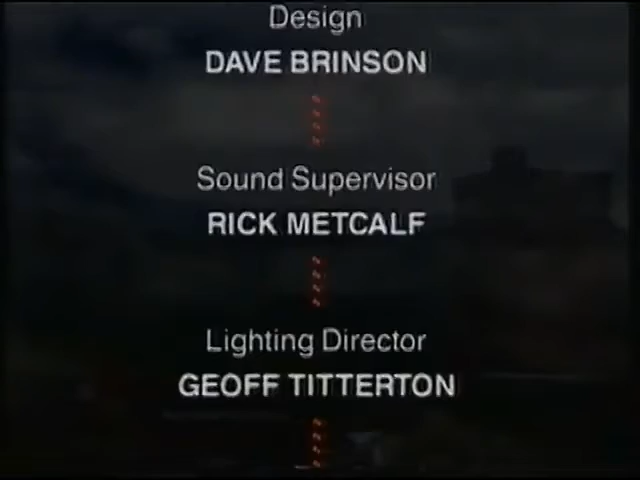 Design
DAVE BRINSON
Sound Supervisor
RICK METCALF
Lighting Director
GEOFF TITTERTON